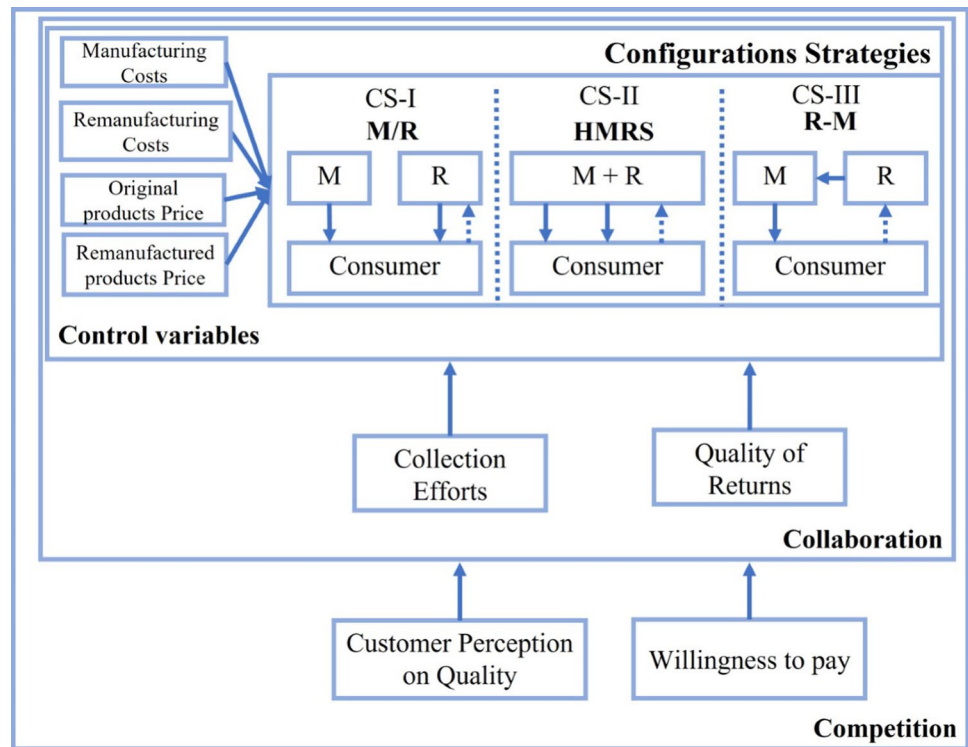 Manufacturing
Costs
Remanufacturing
Costs
Original
products Price
Remanufactured
products Price
Control variables
Configurations Strategies
CS-I
M/R
M
R
Consumer
CS-II
HMRS
M + R
Consumer
CS-III
R-M
M
R
Consumer
Collection
Efforts
Quality of
Returns
Collaboration
Customer Perception
on Quality
Willingness to pay
Competition